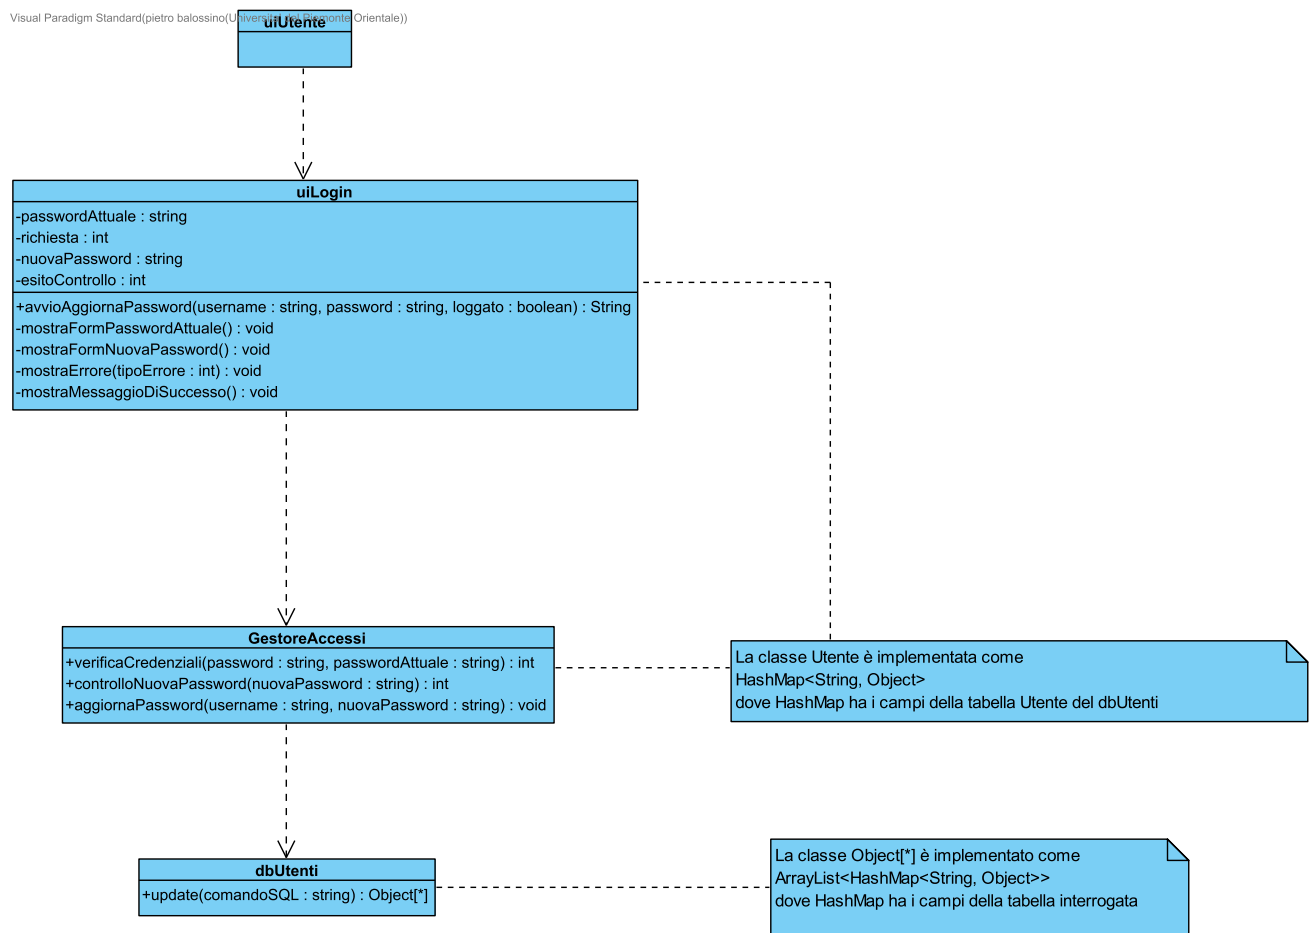 Visual Paradigm Standard(pietro balossino(Universita' del Piemonte Orientale))
uiUtente
uiLogin
-passwordAttuale : string
-richiesta : int
-nuovaPassword : string
-esitoControllo : int
+avvioAggiornaPassword(username : string, password : string, loggato : boolean) : String
-mostraFormPasswordAttuale() : void
-mostraFormNuovaPassword() : void
-mostraErrore(tipoErrore : int) : void
-mostraMessaggioDiSuccesso() : void
GestoreAccessi
+verificaCredenziali(password : string, passwordAttuale : string) : int
+controlloNuovaPassword(nuovaPassword : string) : int
+aggiornaPassword(username : string, nuovaPassword : string) : void
La classe Utente è implementata come
HashMap<String, Object>
dove HashMap ha i campi della tabella Utente del dbUtenti
dbUtenti
+update(comandoSQL : string) : Object[*]
La classe Object[*] è implementato come
ArrayList<HashMap<String, Object>>
dove HashMap ha i campi della tabella interrogata